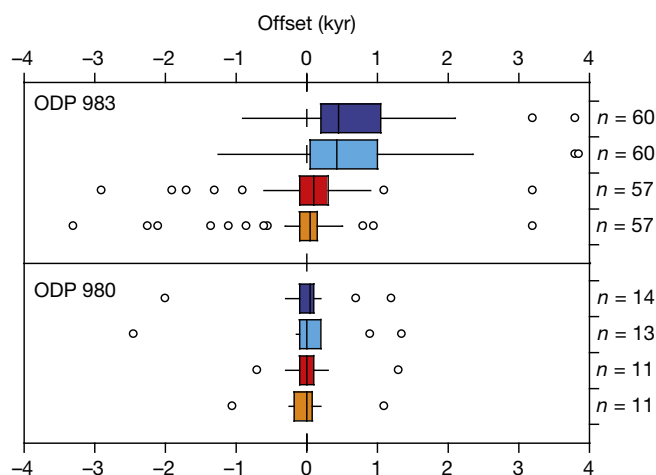 Offset (kyr)
−4 −3 −2 −1 0 1 2 3 4
ODP 983
n = 60
n = 60
n = 57
n = 57
ODP 980
n = 14
n = 13
n = 11
n = 11
−4 −3 −2 −1 0 1 2 3 4